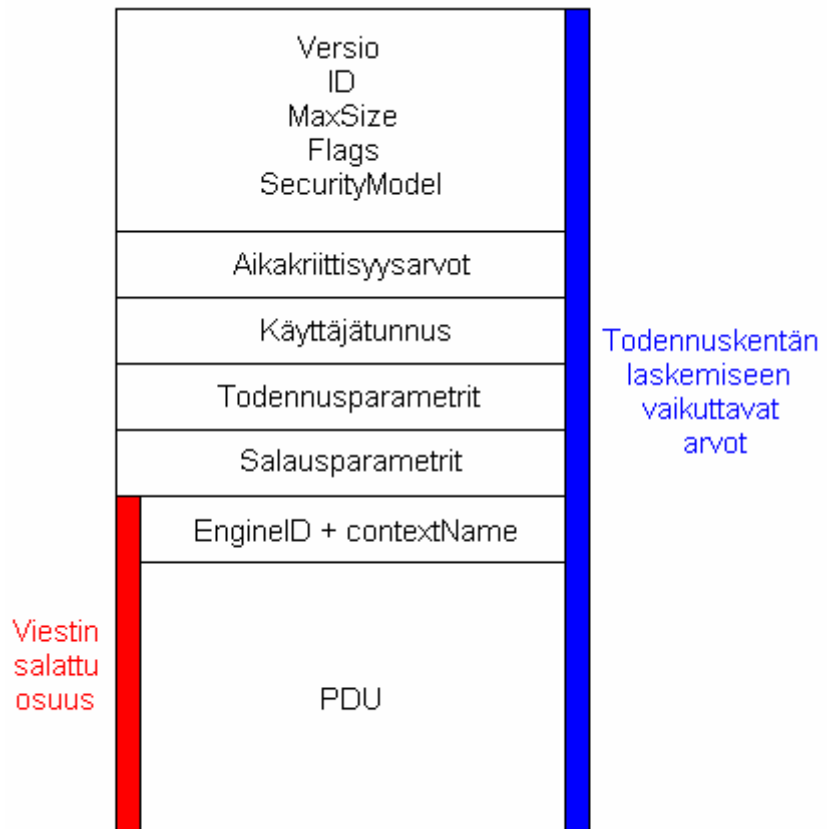 Versio
ID
MaxSize
Flags
SecurityModel
Aikakriittisyysarvot
Käyttäjätunnus
Todennusparametrit
Salausparametrit
EngineID + contextName
PDU
Todennuskentän
laskemiseen
vaikuttavat
arvot
Viestin
salattu
osuus